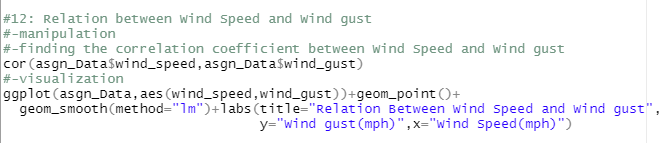 #12: Relation between Wind Speed and Wind gust
#-manipulation
#-finding the correlation coefficient between Wind Speed and Wind gust
cor(asgn_Data$wind_speed,asgn_Data$wind_gust)
#-visualization
ggplot(asgn_Data,aes(wind_speed,wind_gust))+geom_point()+
  geom_smooth(method="lm")+labs(title="Relation Between Wind Speed and Wind gust",
                                y="Wind gust(mph)",x="Wind Speed(mph)")